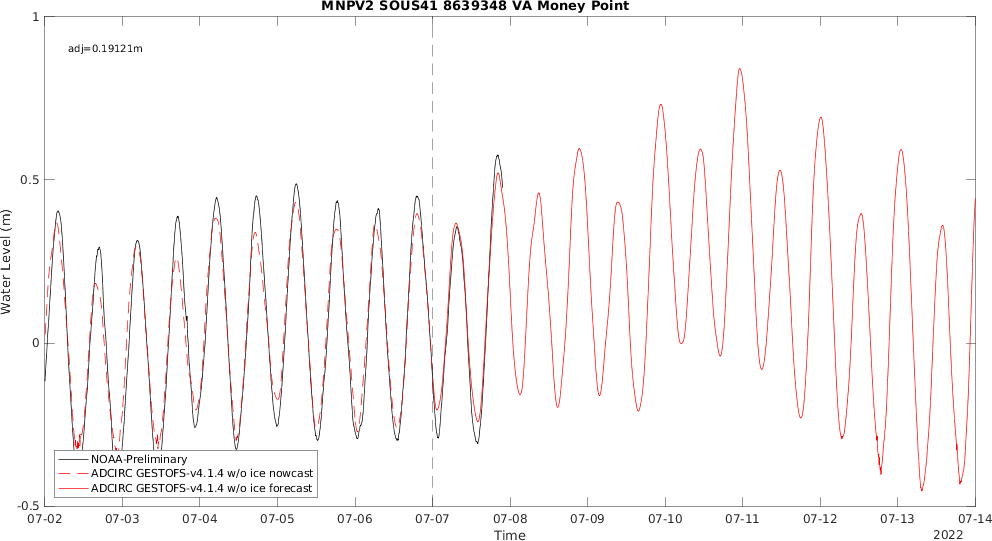 MNPV2 SOUS41 8639348 VA Money Point
1
adj=0.19121m
0.5
Water Level (m)
0
NOAA-Preliminary
ADCIRC GESTOFS-v4.1.4 w/o ice nowcast
ADCIRC GESTOFS-v4.1.4 w/o ice forecast
-0.5
07-02 07-03 07-04 07-05 07-06 07-07 07-08 07-09 07-10 07-11 07-12 07-13 07-14
Time
2022